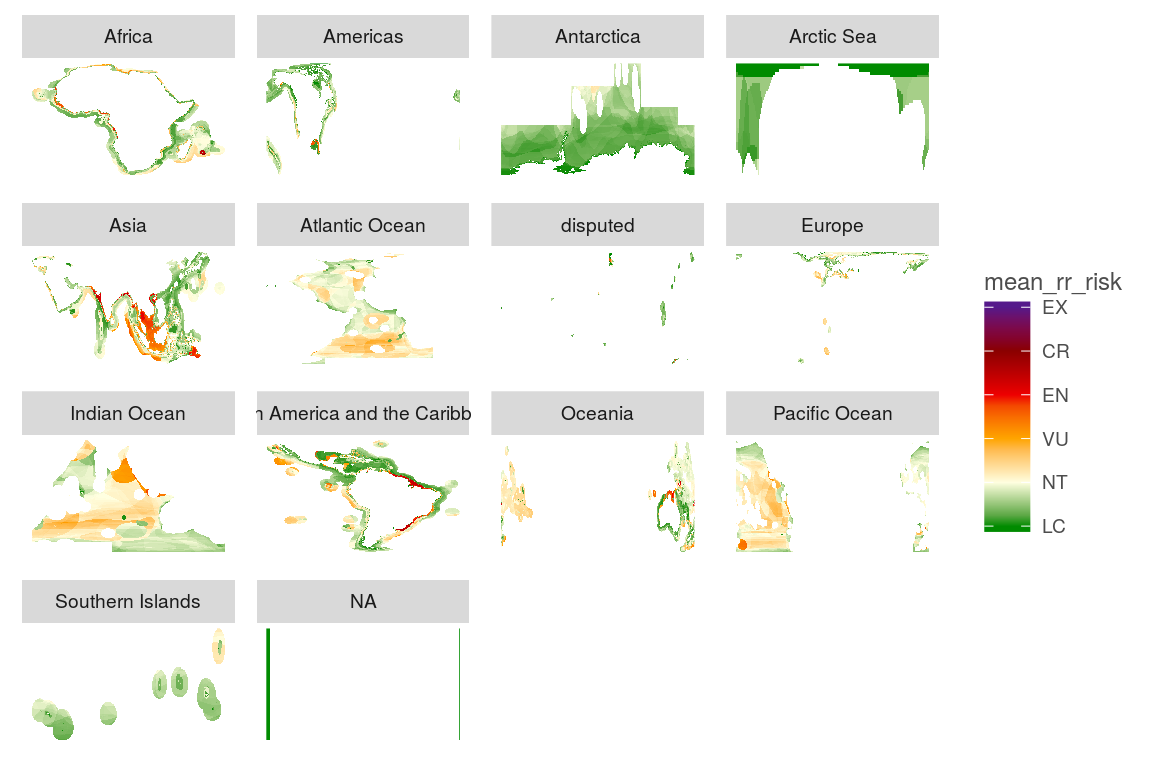 Africa
Americas
Antarctica
Arctic Sea
Asia
Atlantic Ocean
disputed
Europe
Indian Ocean
America and the Caribb
Oceania
Pacific Ocean
Southern Islands
NA
mean_rr_risk
EX
CR
EN
VU
NT
LC